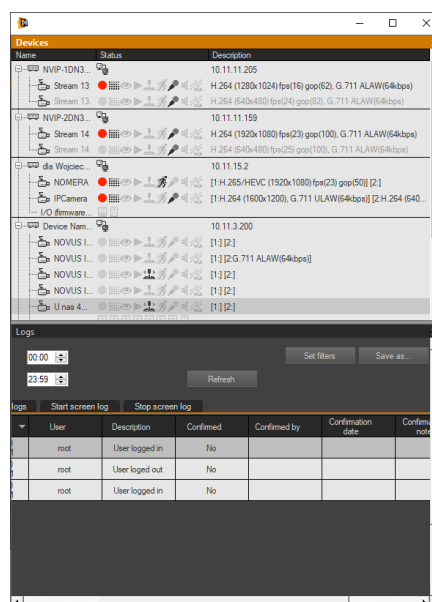 Devices
Name Status Description
NVIP-1DN3... 10.11.11.205
Stream 13 H.264 (1280x1024) fps(16) gop(62), G.711 ALAW(64kbps)
Stream 13. H.264 (640x480) fps(24) gop(82), G.711 ALAW(64kbps)
NVIP-2DN3... 10.11.11.159
Stream 14 H.264 (1920x1080) fps(23) gop(100), G.711 ALAW(64kbps)
Stream 14. H.264 (640x480) fps(25) gop(100), G.711 ALAW(64kbps)
dla Wojciec... 10.11.15.2
NOMERA [1:H.265/HEVC (1920x1080) fps(23) gop(50)] [2:]
IPCamera [1:H.264 (1600x1200), G.711 ULAW(64kbps)] [2:H.264 (640...
I/O firmware...
Device Nam... 10.11.3.200
NOVUS I... [1:] [2:]
NOVUS I... [1:] [2:G.711 ALAW(64kbps)]
NOVUS I... [1:] [2:]
NOVUS I... [1:] [2:]
U nas 4... [1:] [2:]
Logs
00:00 Set filters Save as...
23:59 Refresh
logs Start screen log Stop screen log
User Description Confirmed Confirmed by Confirmation date Confirma note
root User logged in No
root User loged out No
root User logged in No